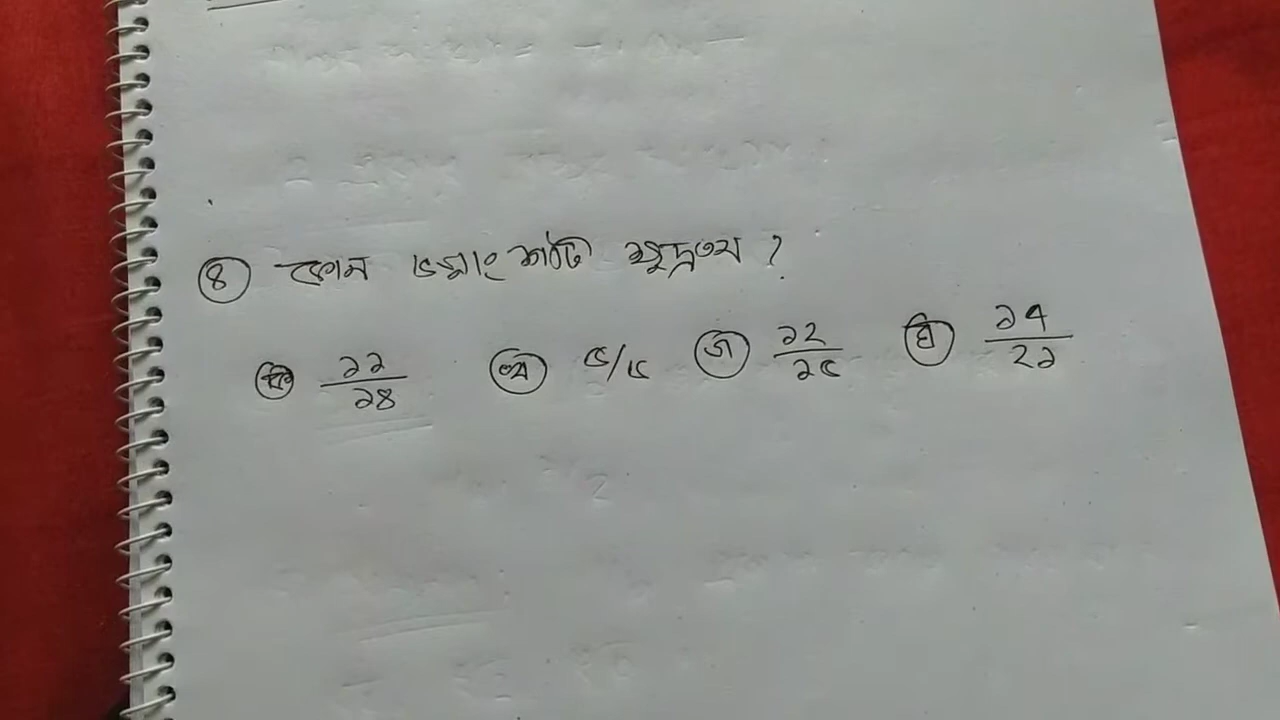 ৪ কোন ভগ্নাংশটি ক্ষুদ্রতম ?
ক ১১/১৪ খ ৫/৬ গ ১২/১৫ ঘ ১৭/২১